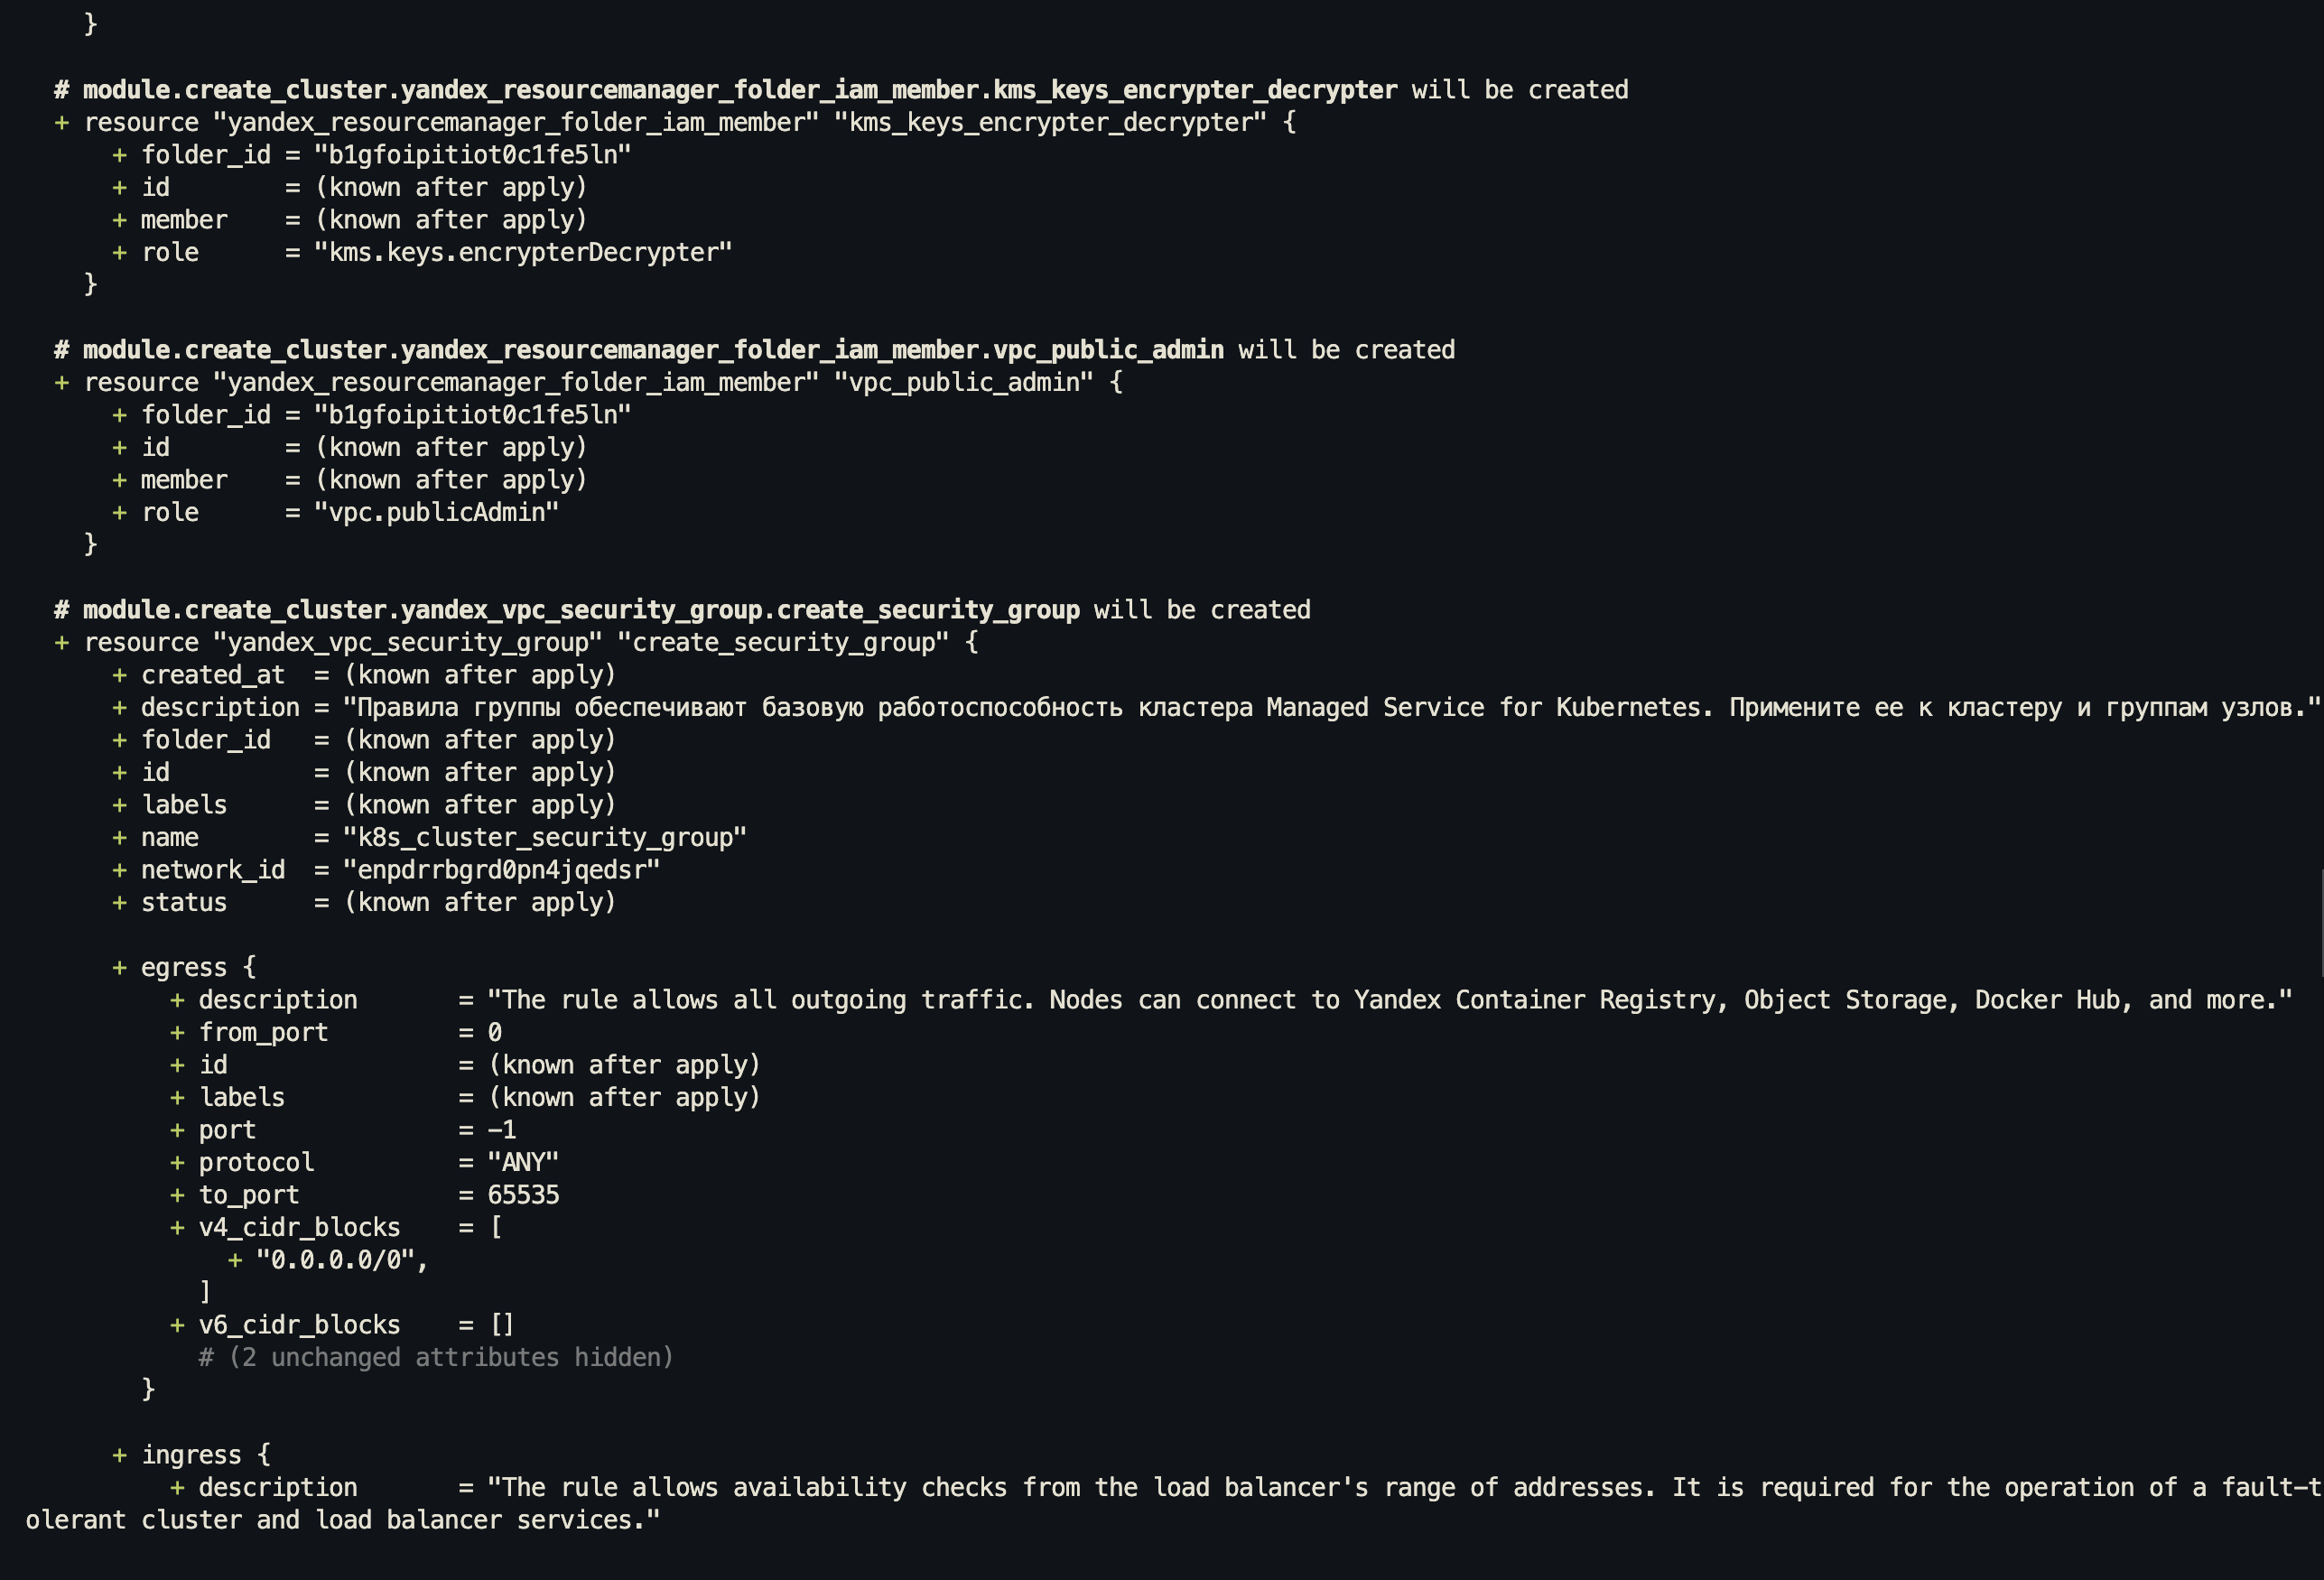 }

  # module.create_cluster.yandex_resourcemanager_folder_iam_member.kms_keys_encrypter_decrypter will be created
  + resource "yandex_resourcemanager_folder_iam_member" "kms_keys_encrypter_decrypter" {
      + folder_id = "b1gfoipitiot0c1fe5ln"
      + id        = (known after apply)
      + member    = (known after apply)
      + role      = "kms.keys.encrypterDecrypter"
    }

  # module.create_cluster.yandex_resourcemanager_folder_iam_member.vpc_public_admin will be created
  + resource "yandex_resourcemanager_folder_iam_member" "vpc_public_admin" {
      + folder_id = "b1gfoipitiot0c1fe5ln"
      + id        = (known after apply)
      + member    = (known after apply)
      + role      = "vpc.publicAdmin"
    }

  # module.create_cluster.yandex_vpc_security_group.create_security_group will be created
  + resource "yandex_vpc_security_group" "create_security_group" {
      + created_at  = (known after apply)
      + description = "Правила группы обеспечивают базовую работоспособность кластера Managed Service for Kubernetes. Примените ее к кластеру и группам узлов."
      + folder_id   = (known after apply)
      + id          = (known after apply)
      + labels      = (known after apply)
      + name        = "k8s_cluster_security_group"
      + network_id  = "enpdrrbgrd0pn4jqedsr"
      + status      = (known after apply)

      + egress {
          + description       = "The rule allows all outgoing traffic. Nodes can connect to Yandex Container Registry, Object Storage, Docker Hub, and more."
          + from_port         = 0
          + id                = (known after apply)
          + labels            = (known after apply)
          + port              = -1
          + protocol          = "ANY"
          + to_port           = 65535
          + v4_cidr_blocks    = [
              + "0.0.0.0/0",
            ]
          + v6_cidr_blocks    = []
            # (2 unchanged attributes hidden)
        }

      + ingress {
          + description       = "The rule allows availability checks from the load balancer's range of addresses. It is required for the operation of a fault-t
olerant cluster and load balancer services."